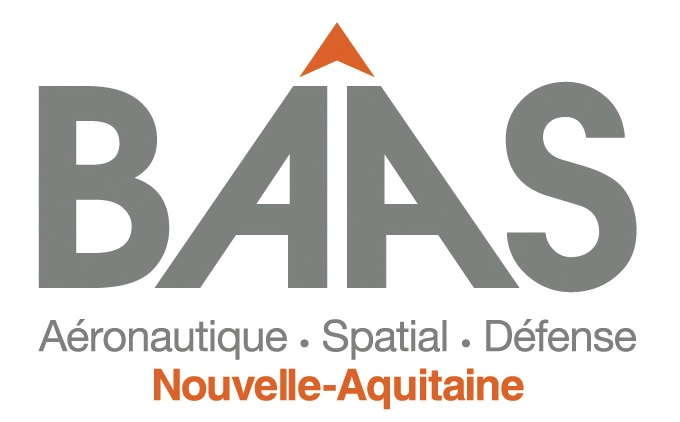 BAAS
Aéronautique . Spatial . Défense
Nouvelle-Aquitaine